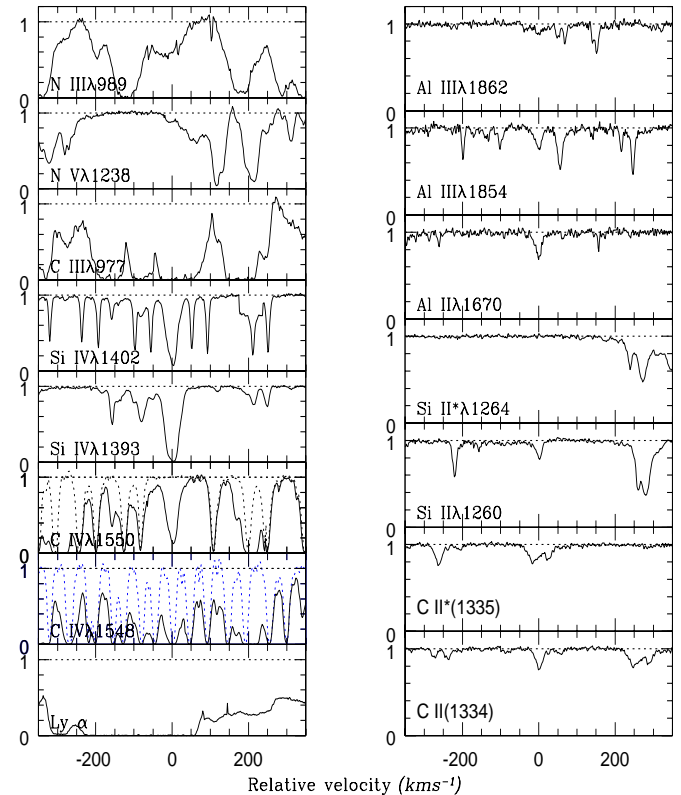 1
N IIIλ989
0
1
N Vλ1238
0
1
C IIIλ977
0
1
Si IVλ1402
0
1
Si IVλ1393
0
1
C IVλ1550
0
1
C IVλ1548
0
1
Ly α
0
-200 0 200
1
Al IIIλ1862
0
1
Al IIIλ1854
0
1
Al IIλ1670
0
1
Si II*λ1264
0
1
Si IIλ1260
0
1
C II*(1335)
0
1
C II(1334)
0
-200 0 200
Relative velocity (kms⁻¹)